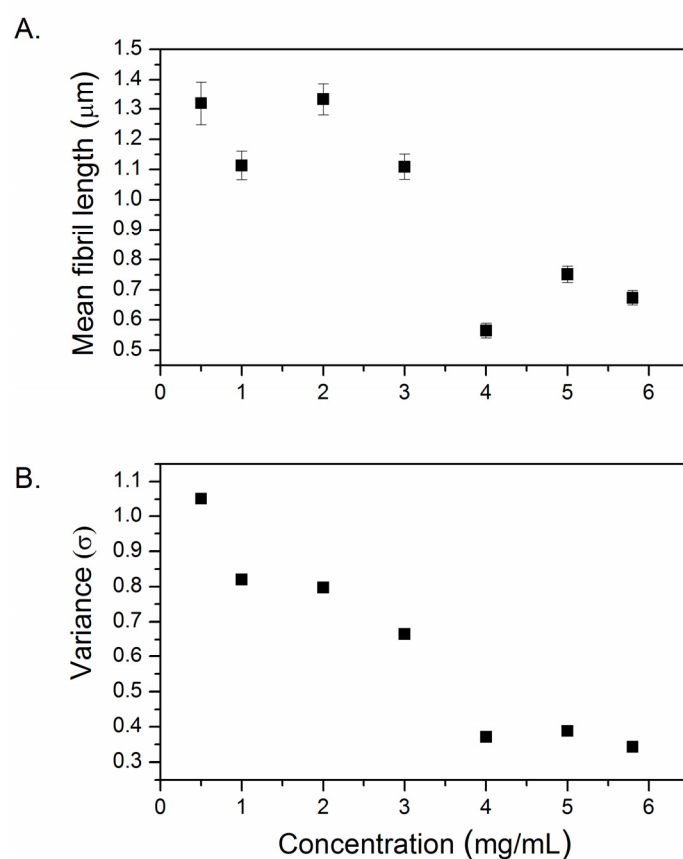 A.
1.5
1.4
1.3
1.2
1.1
1.0
0.9
0.8
0.7
0.6
0.5
Mean fibril length (μm)
0 1 2 3 4 5 6
B.
1.1
1.0
0.9
0.8
0.7
0.6
0.5
0.4
0.3
Variance (σ)
0 1 2 3 4 5 6
Concentration (mg/mL)